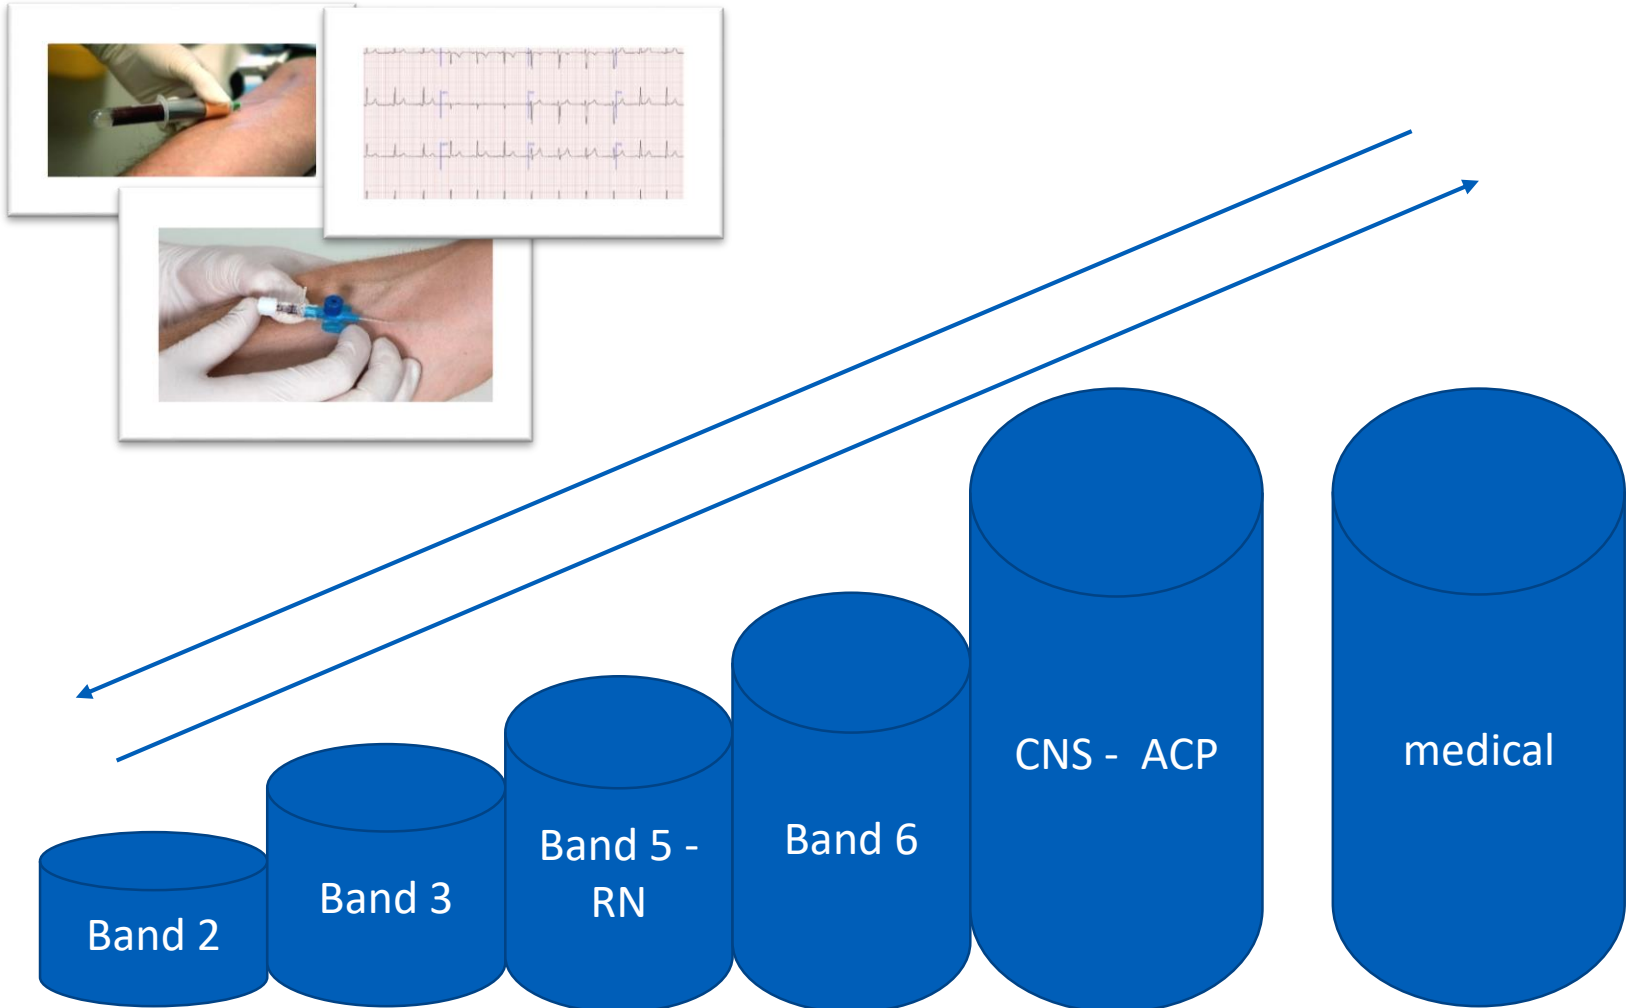 Band 2
Band 3
Band 5 -
RN
Band 6
CNS - ACP
medical